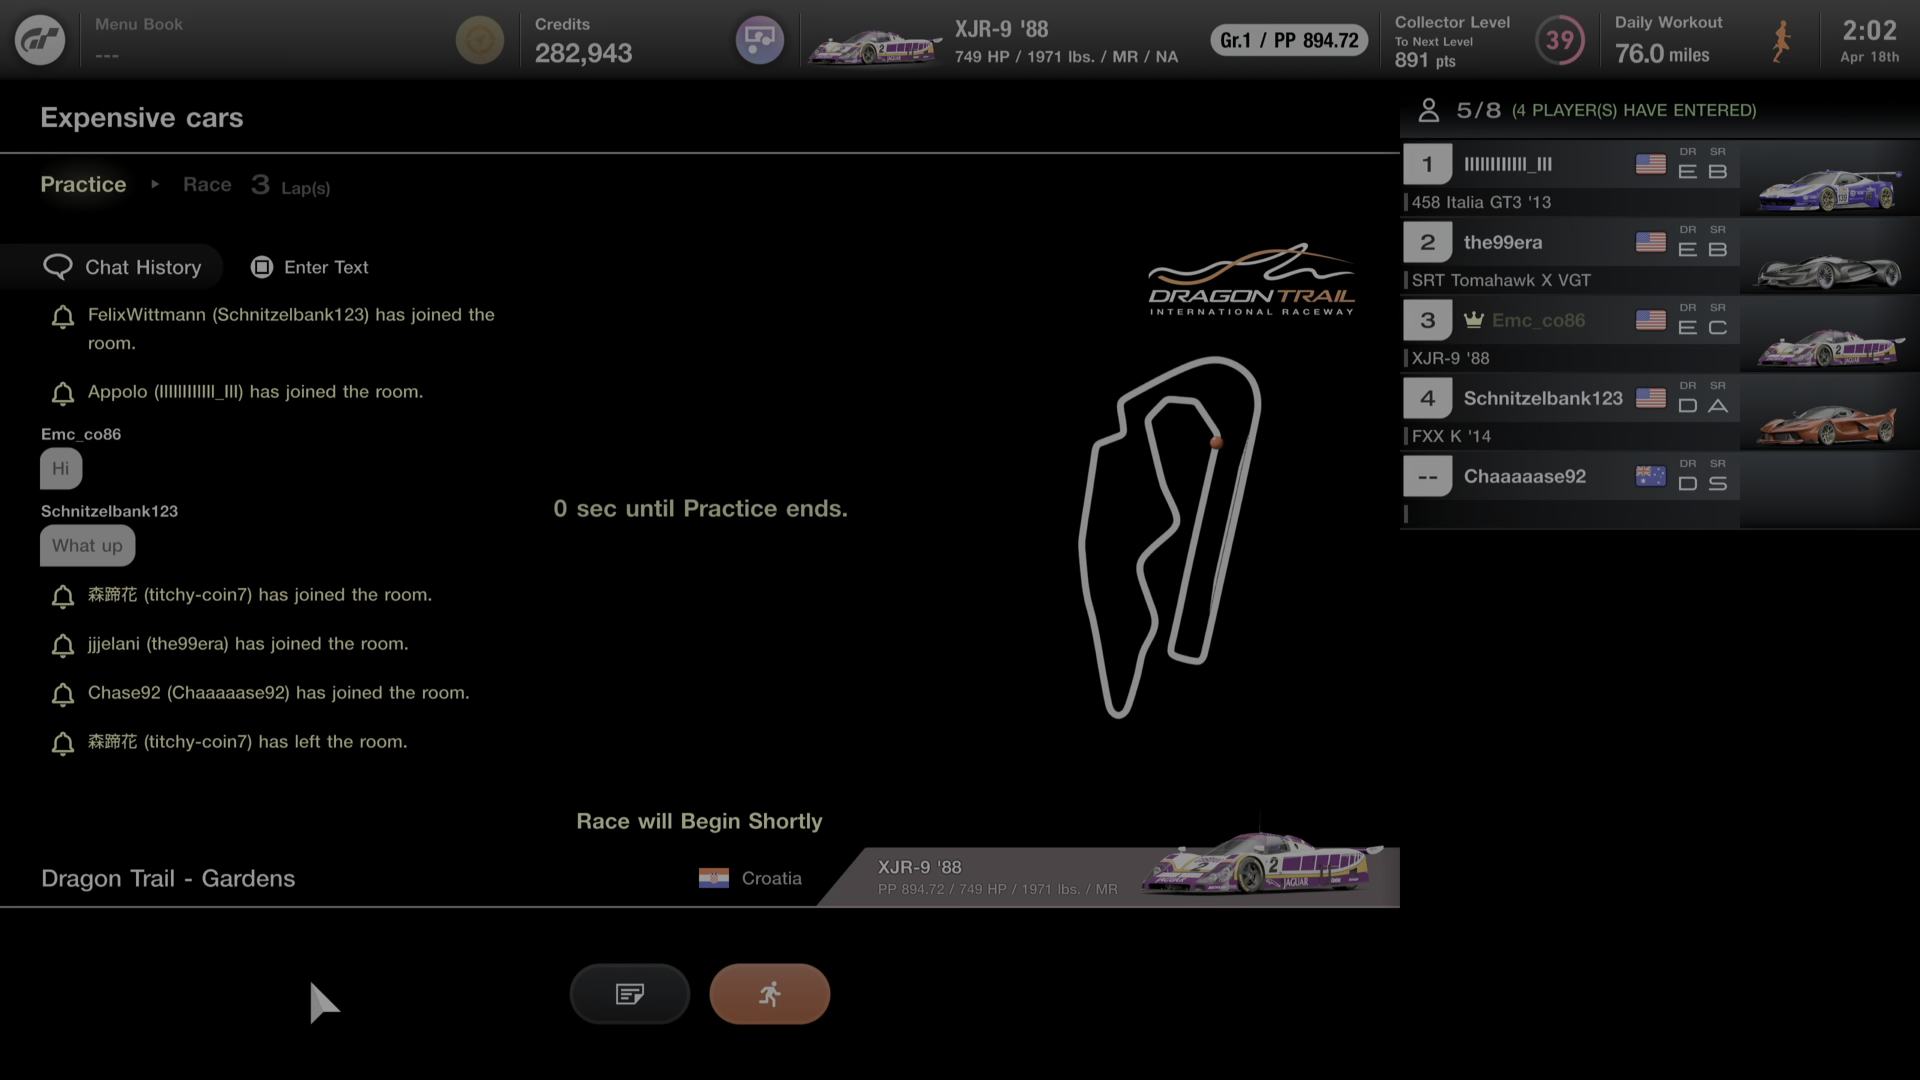 Menu Book
---
Credits
282,943
XJR-9 '88
749 HP / 1971 lbs. / MR / NA
Gr.1 / PP 894.72
Collector Level
To Next Level
891 pts
39
Daily Workout
76.0 miles
2:02
Apr 18th
Expensive cars
Practice
Race 3 Lap(s)
Chat History
Enter Text
FelixWittmann (Schnitzelbank123) has joined the
room.
Appolo (IIIIIIIIIIII_III) has joined the room.
Emc_co86
Hi
Schnitzelbank123
What up
森蹄花 (titchy-coin7) has joined the room.
jjjelani (the99era) has joined the room.
Chase92 (Chaaaaase92) has joined the room.
森蹄花 (titchy-coin7) has left the room.
0 sec until Practice ends.
DRAGON TRAIL
INTERNATIONAL RACEWAY
Race will Begin Shortly
Dragon Trail - Gardens
Croatia
XJR-9 '88
PP 894.72 / 749 HP / 1971 lbs. / MR
2
JAGUAR
5/8 (4 PLAYER(S) HAVE ENTERED)
1 IIIIIIIIIIII_III DR E SR B
458 Italia GT3 '13
2 the99era DR E SR B
SRT Tomahawk X VGT
3 Emc_co86 DR E SR C
XJR-9 '88
4 Schnitzelbank123 DR D SR A
FXX K '14
-- Chaaaaase92 DR D SR S